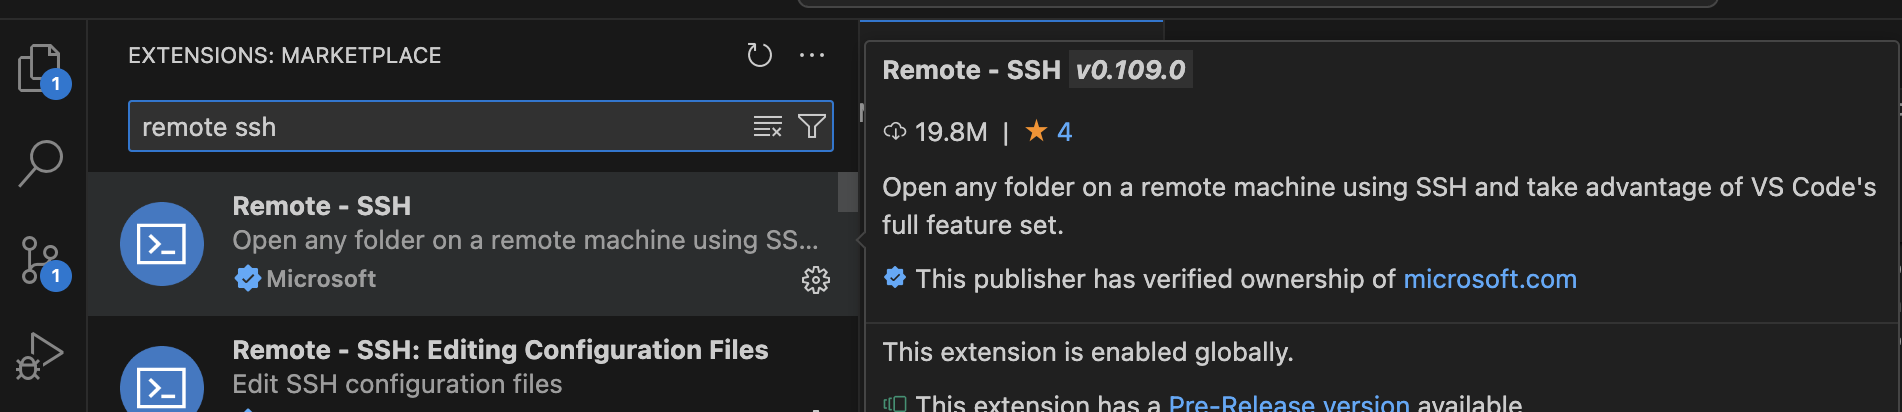 EXTENSIONS: MARKETPLACE
remote ssh
Remote - SSH
Open any folder on a remote machine using SS...
Microsoft
Remote - SSH: Editing Configuration Files
Edit SSH configuration files
1
1
Remote - SSH v0.109.0
19.8M | ★ 4
Open any folder on a remote machine using SSH and take advantage of VS Code's
full feature set.
This publisher has verified ownership of microsoft.com
This extension is enabled globally.
This extension has a Pre-Release version available